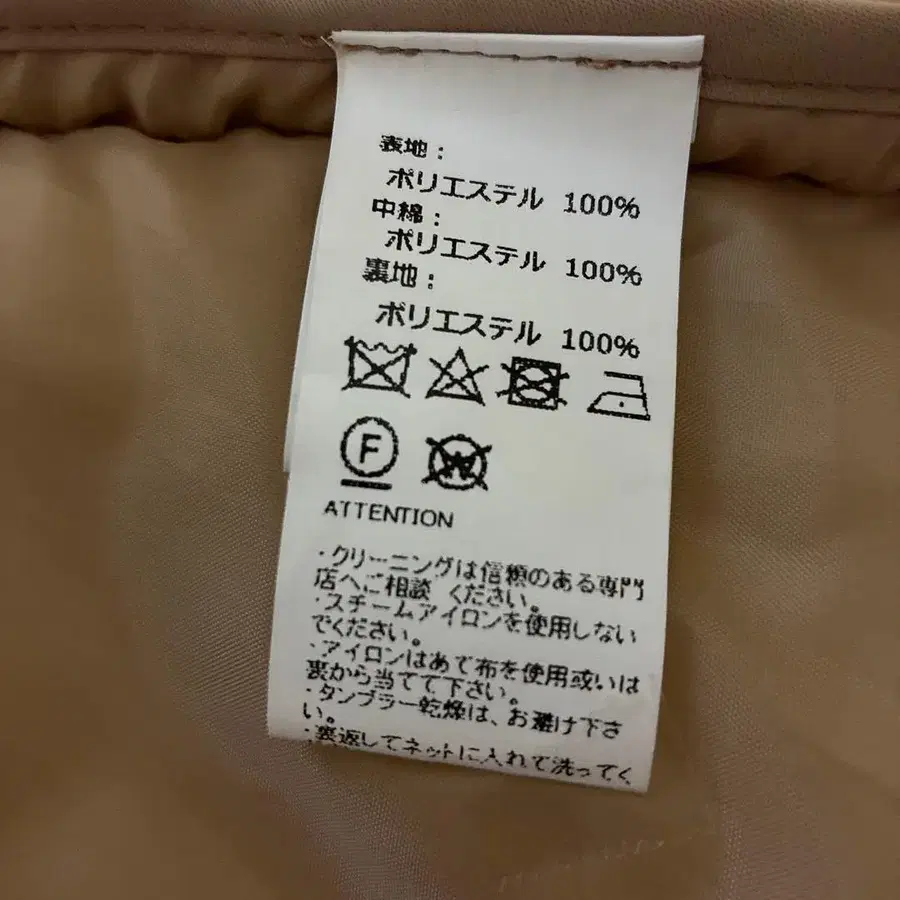 表地：
ポリエステル 100%
中綿：
ポリエステル 100%
裏地：
ポリエステル 100%
F
W
ATTENTION
・クリーニングは信頼のある専門
店へご相談 ください。
・スチームアイロンを使用しない
でください。
・アイロンはあて布を使用或いは
裏から当てて下さい。
・タンブラー乾燥は、お避け下さ
い。
・裏返してネットに入れて洗ってく